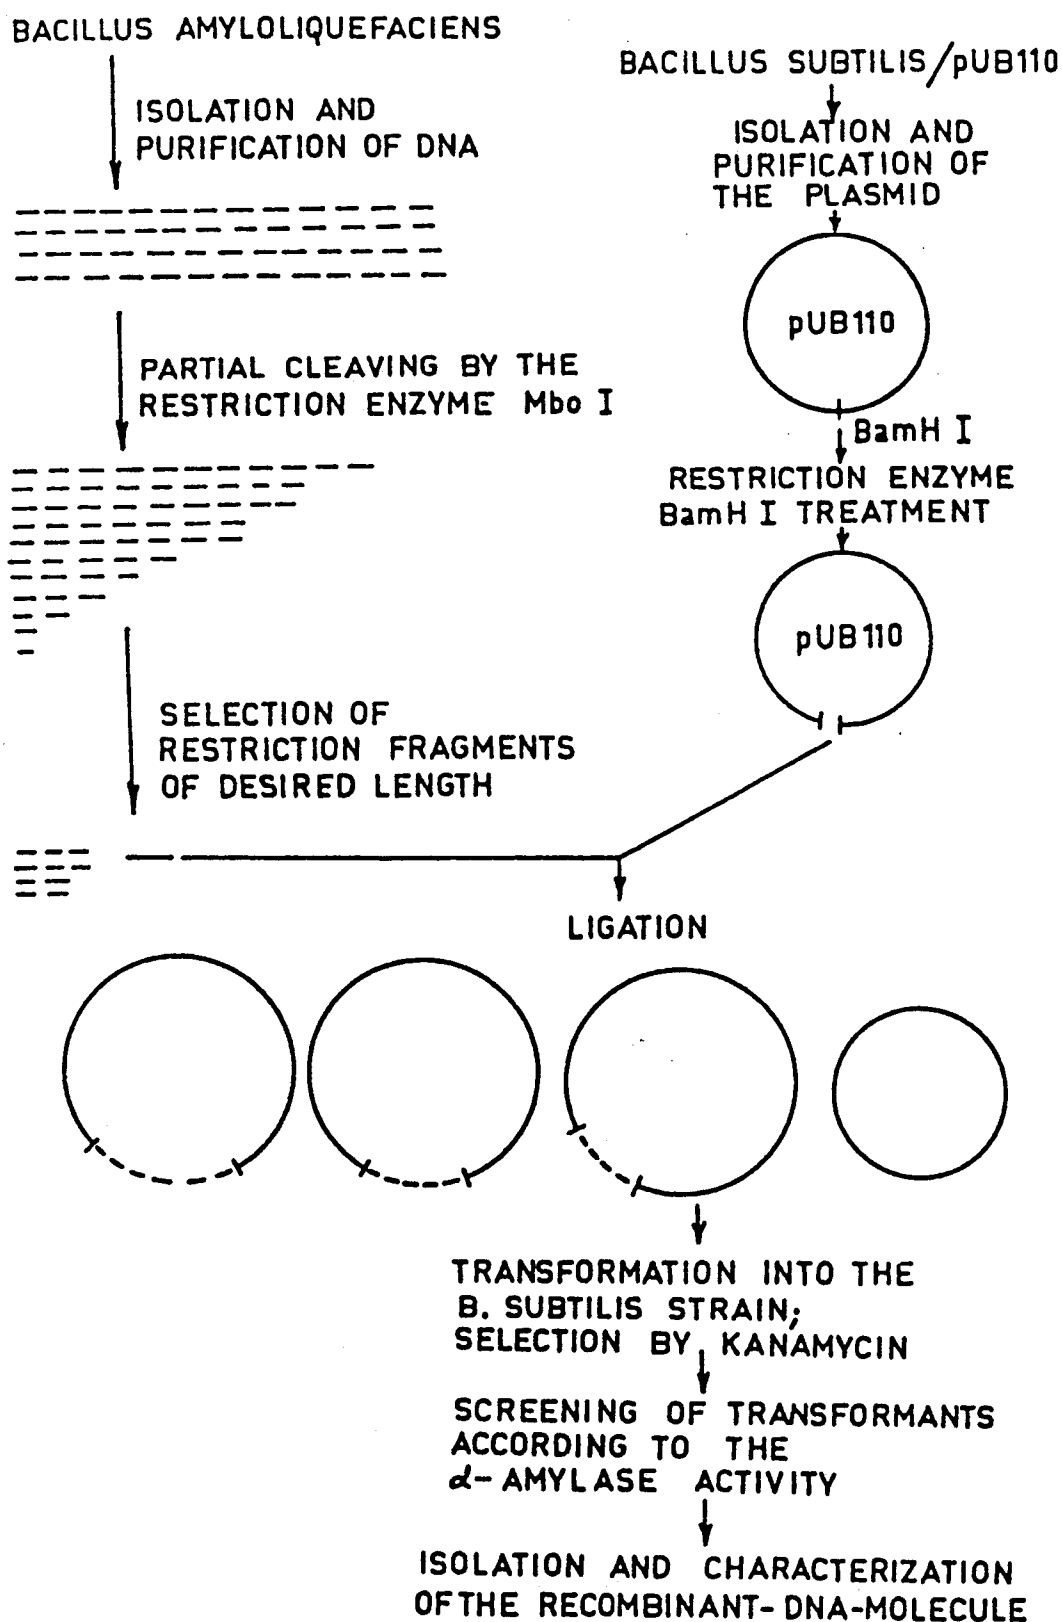 BACILLUS AMYLOLIQUEFACIENS
ISOLATION AND
PURIFICATION OF DNA
PARTIAL CLEAVING BY THE
RESTRICTION ENZYME Mbo I
SELECTION OF
RESTRICTION FRAGMENTS
OF DESIRED LENGTH
BACILLUS SUBTILIS/pUB110
ISOLATION AND
PURIFICATION OF
THE PLASMID
pUB110
BamH I
RESTRICTION ENZYME
BamH I TREATMENT
pUB110
LIGATION
TRANSFORMATION INTO THE
B. SUBTILIS STRAIN;
SELECTION BY KANAMYCIN
SCREENING OF TRANSFORMANTS
ACCORDING TO THE
α-AMYLASE ACTIVITY
ISOLATION AND CHARACTERIZATION
OF THE RECOMBINANT-DNA-MOLECULE